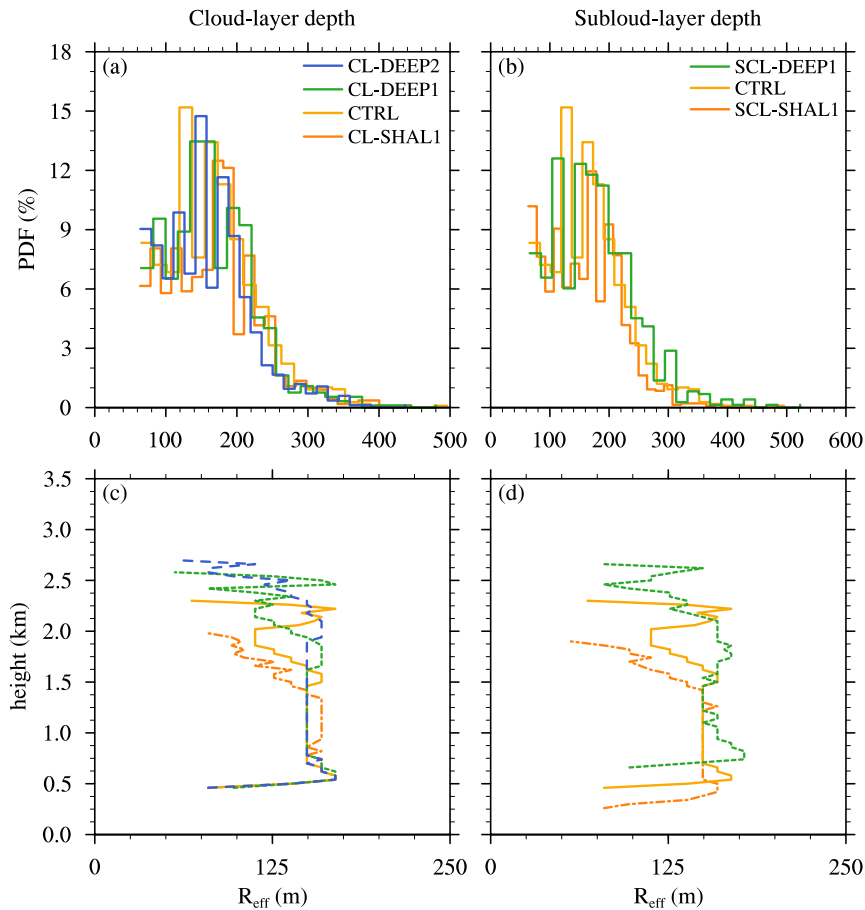 Cloud-layer depth
Subloud-layer depth
PDF (%)
18
15
12
9
6
3
0
(a)
CL-DEEP2
CL-DEEP1
CTRL
CL-SHAL1
0 100 200 300 400 500
(b)
SCL-DEEP1
CTRL
SCL-SHAL1
0 100 200 300 400 500 600
height (km)
3.5
3.0
2.5
2.0
1.5
1.0
0.5
0.0
(c)
0 125 250
R_eff (m)
(d)
0 125 250
R_eff (m)